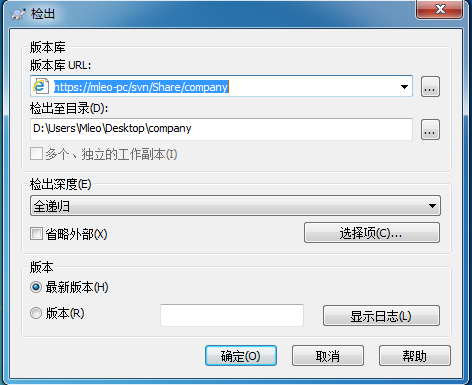 检出
版本库
版本库 URL:
https://mleo-pc/svn/Share/company
...
检出至目录(D):
D:\Users\Mleo\Desktop\company
...
多个、独立的工作副本(I)
检出深度(E)
全递归
省略外部(X)
选择项(C)...
版本
最新版本(H)
版本(R)
显示日志(L)
确定(O)
取消
帮助